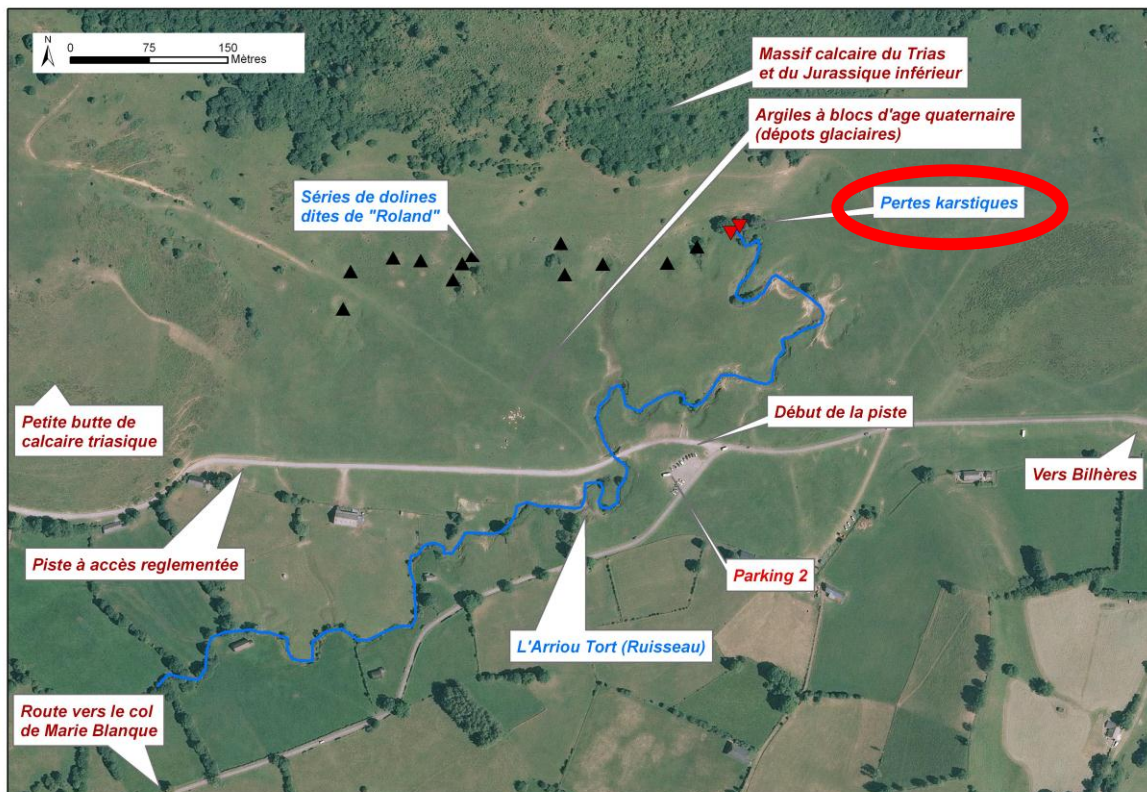 N
0 75 150
Mètres
Massif calcaire du Trias
et du Jurassique inférieur
Argiles à blocs d'age quaternaire
(dépots glaciaires)
Séries de dolines
dites de "Roland"
Pertes karstiques
Petite butte de
calcaire triasique
Début de la piste
Vers Bilhères
Piste à accès reglementée
Parking 2
L'Arriou Tort (Ruisseau)
Route vers le col
de Marie Blanque